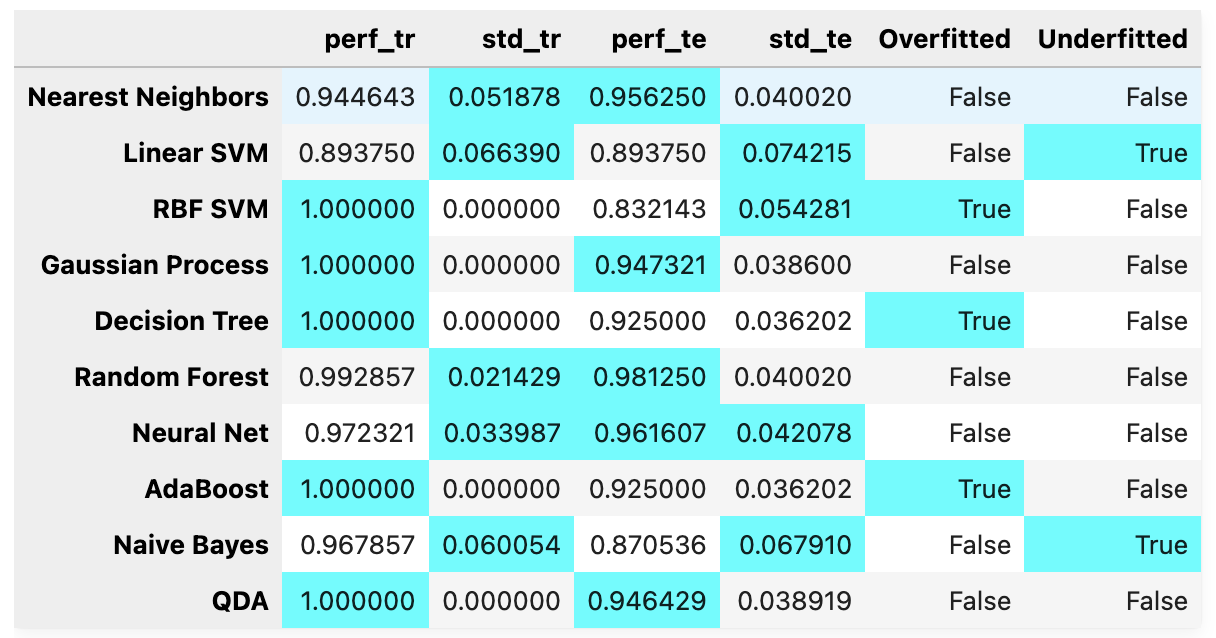 perf_tr std_tr perf_te std_te Overfitted Underfitted
Nearest Neighbors 0.944643 0.051878 0.956250 0.040020 False False
Linear SVM 0.893750 0.066390 0.893750 0.074215 False True
RBF SVM 1.000000 0.000000 0.832143 0.054281 True False
Gaussian Process 1.000000 0.000000 0.947321 0.038600 False False
Decision Tree 1.000000 0.000000 0.925000 0.036202 True False
Random Forest 0.992857 0.021429 0.981250 0.040020 False False
Neural Net 0.972321 0.033987 0.961607 0.042078 False False
AdaBoost 1.000000 0.000000 0.925000 0.036202 True False
Naive Bayes 0.967857 0.060054 0.870536 0.067910 False True
QDA 1.000000 0.000000 0.946429 0.038919 False False